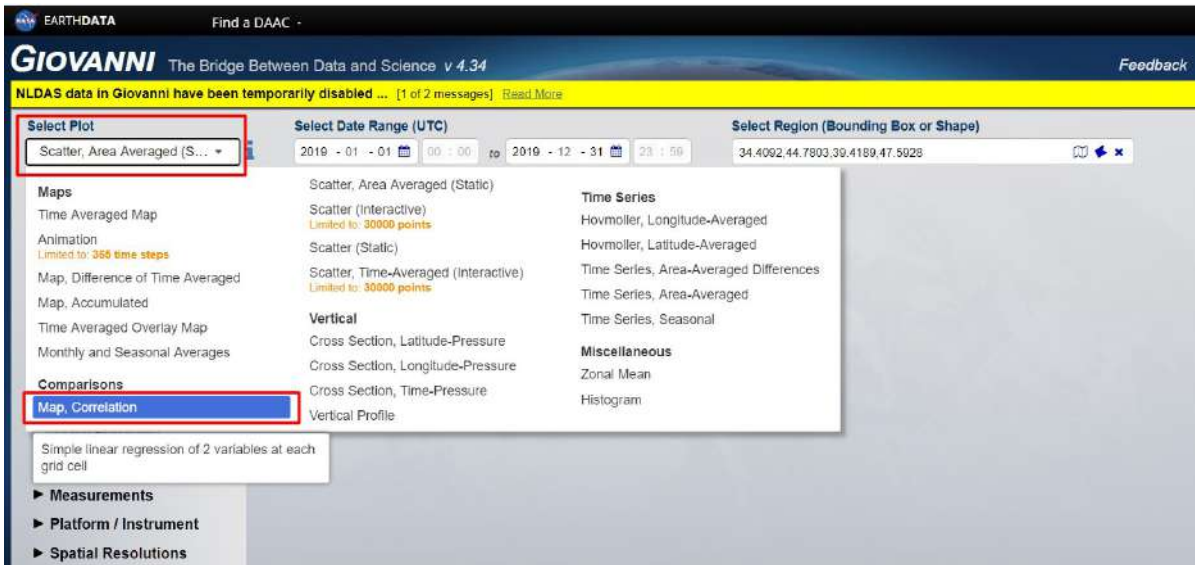 EARTHDATA
Find a DAAC -
GIOVANNI The Bridge Between Data and Science v 4.34
Feedback
NLDAS data in Giovanni have been temporarily disabled ... [1 of 2 messages] Read More
Select Plot
Scatter, Area Averaged (S...
Select Date Range (UTC)
2019 - 01 - 01 00 : 00 to 2019 - 12 - 31 23 : 59
Select Region (Bounding Box or Shape)
34.4092,44.7803,39.4189,47.5928
Maps
Time Averaged Map
Animation
Limited to: 365 time steps
Map, Difference of Time Averaged
Map, Accumulated
Time Averaged Overlay Map
Monthly and Seasonal Averages
Comparisons
Map, Correlation
Simple linear regression of 2 variables at each
grid cell
Scatter, Area Averaged (Static)
Scatter (Interactive)
Limited to: 30000 points
Scatter (Static)
Scatter, Time-Averaged (Interactive)
Limited to: 30000 points
Vertical
Cross Section, Latitude-Pressure
Cross Section, Longitude-Pressure
Cross Section, Time-Pressure
Vertical Profile
Time Series
Hovmoller, Longitude-Averaged
Hovmoller, Latitude-Averaged
Time Series, Area-Averaged Differences
Time Series, Area-Averaged
Time Series, Seasonal
Miscellaneous
Zonal Mean
Histogram
Measurements
Platform / Instrument
Spatial Resolutions